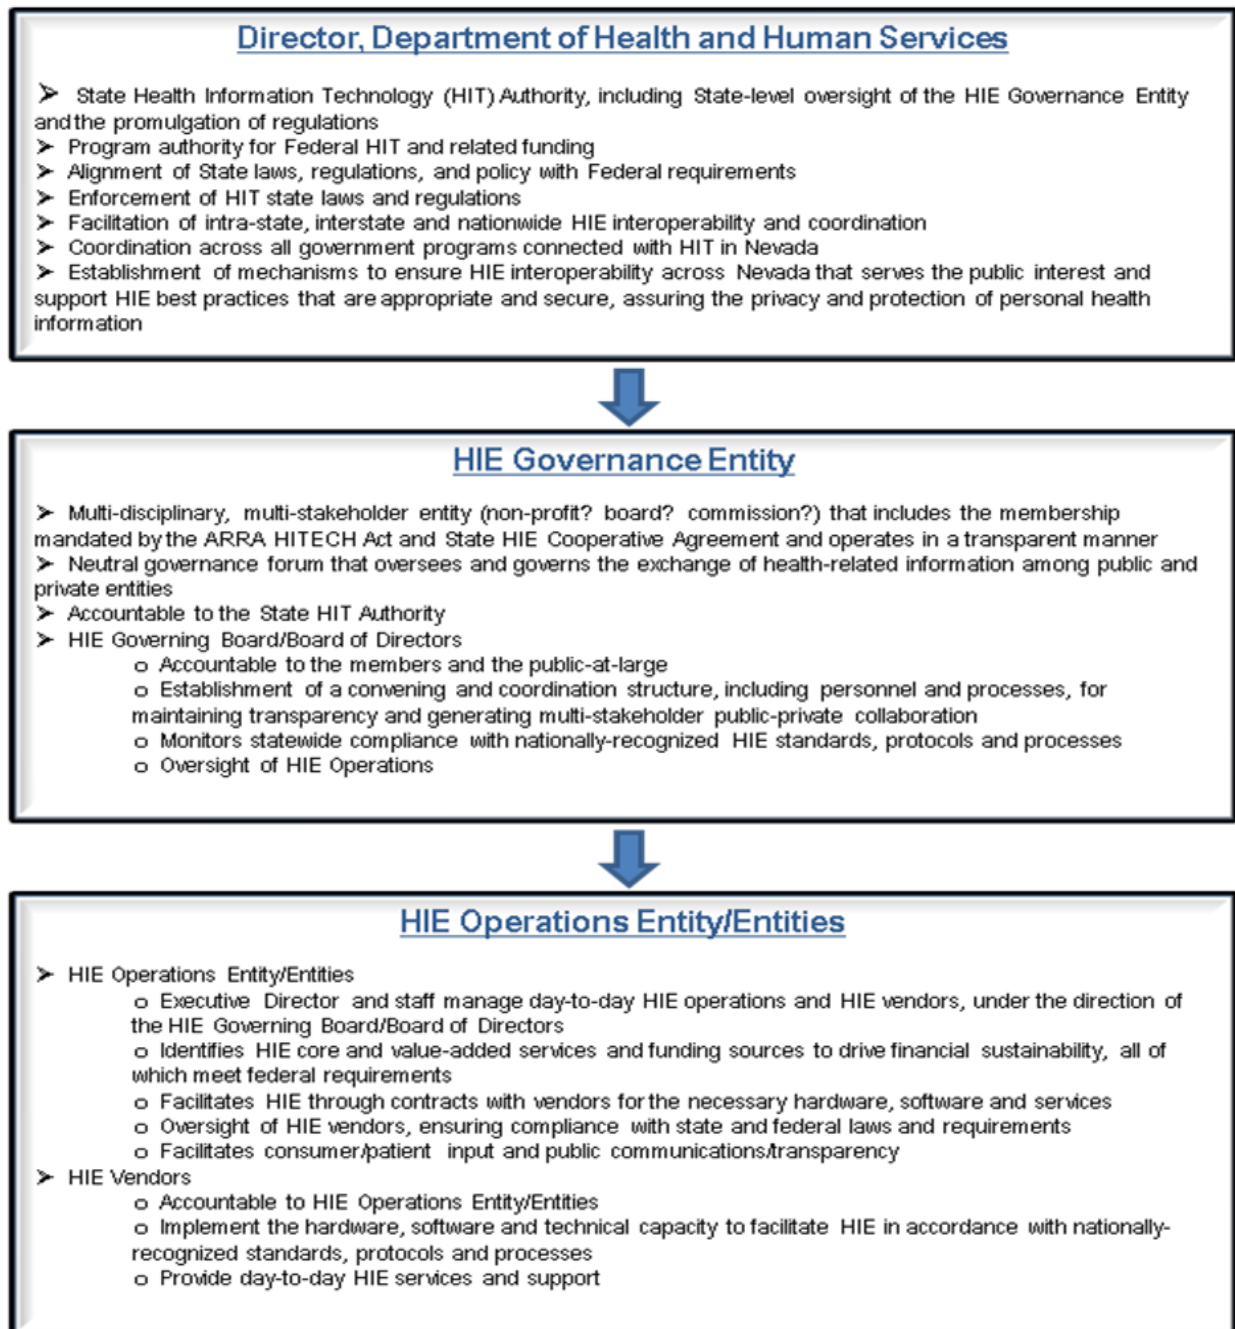 Director, Department of Health and Human Services
➢ State Health Information Technology (HIT) Authority, including State-level oversight of the HIE Governance Entity
and the promulgation of regulations
➢ Program authority for Federal HIT and related funding
➢ Alignment of State laws, regulations, and policy with Federal requirements
➢ Enforcement of HIT state laws and regulations
➢ Facilitation of intra-state, interstate and nationwide HIE interoperability and coordination
➢ Coordination across all government programs connected with HIT in Nevada
➢ Establishment of mechanisms to ensure HIE interoperability across Nevada that serves the public interest and
support HIE best practices that are appropriate and secure, assuring the privacy and protection of personal health
information
HIE Governance Entity
➢ Multi-disciplinary, multi-stakeholder entity (non-profit? board? commission?) that includes the membership
mandated by the ARRA HITECH Act and State HIE Cooperative Agreement and operates in a transparent manner
➢ Neutral governance forum that oversees and governs the exchange of health-related information among public and
private entities
➢ Accountable to the State HIT Authority
➢ HIE Governing Board/Board of Directors
o Accountable to the members and the public-at-large
o Establishment of a convening and coordination structure, including personnel and processes, for
maintaining transparency and generating multi-stakeholder public-private collaboration
o Monitors statewide compliance with nationally-recognized HIE standards, protocols and processes
o Oversight of HIE Operations
HIE Operations Entity/Entities
➢ HIE Operations Entity/Entities
o Executive Director and staff manage day-to-day HIE operations and HIE vendors, under the direction of
the HIE Governing Board/Board of Directors
o Identifies HIE core and value-added services and funding sources to drive financial sustainability, all of
which meet federal requirements
o Facilitates HIE through contracts with vendors for the necessary hardware, software and services
o Oversight of HIE vendors, ensuring compliance with state and federal laws and requirements
o Facilitates consumer/patient input and public communications/transparency
➢ HIE Vendors
o Accountable to HIE Operations Entity/Entities
o Implement the hardware, software and technical capacity to facilitate HIE in accordance with nationally-
recognized standards, protocols and processes
o Provide day-to-day HIE services and support